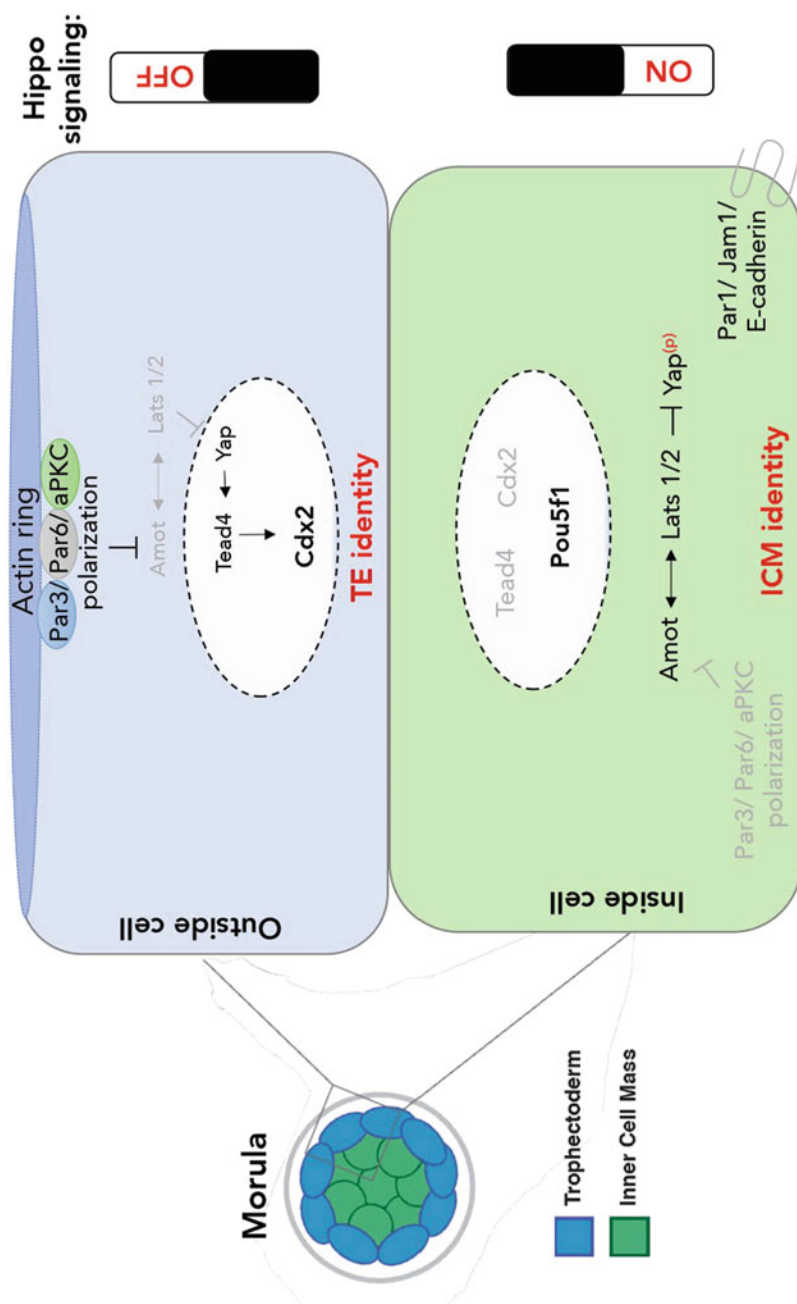 Morula
Trophectoderm
Inner Cell Mass
Outside cell
Actin ring
Par3/ Par6/ aPKC
polarization
Amot
Lats 1/2
Tead4
Yap
Cdx2
TE identity
Inside cell
Tead4
Cdx2
Pou5f1
Amot
Lats 1/2
Yap(p)
Par3/ Par6/ aPKC
polarization
Par1/ Jam1/
E-cadherin
ICM identity
Hippo
signaling:
OFF
ON